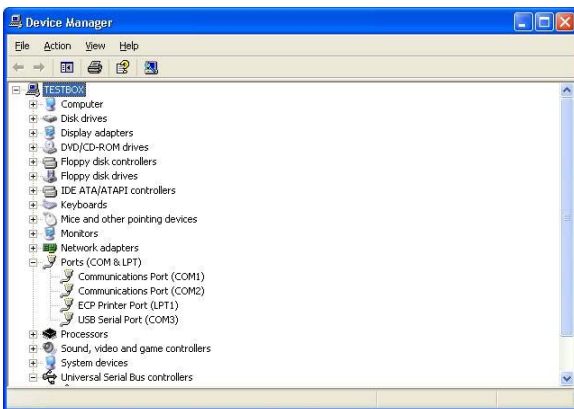 Device Manager
File Action View Help
TESTBOX
Computer
Disk drives
Display adapters
DVD/CD-ROM drives
Floppy disk controllers
Floppy disk drives
IDE ATA/ATAPI controllers
Keyboards
Mice and other pointing devices
Monitors
Network adapters
Ports (COM & LPT)
Communications Port (COM1)
Communications Port (COM2)
ECP Printer Port (LPT1)
USB Serial Port (COM3)
Processors
Sound, video and game controllers
System devices
Universal Serial Bus controllers